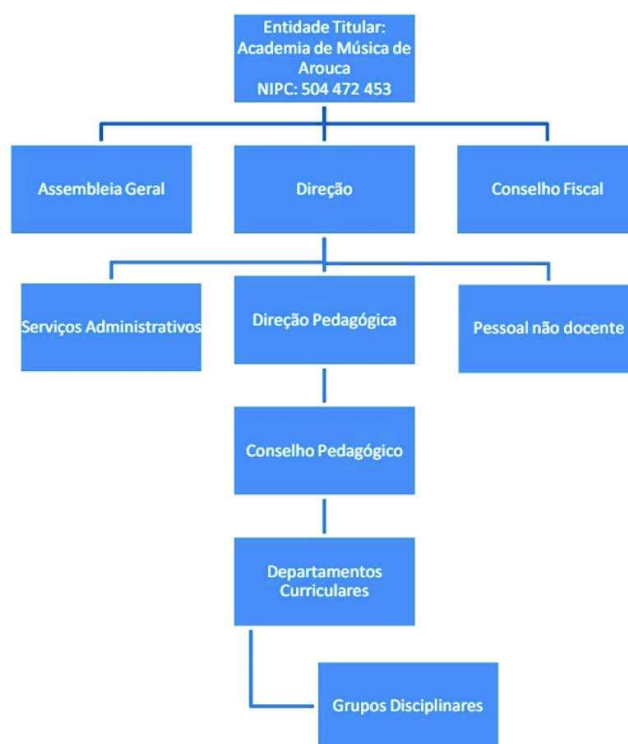 Entidade Titular:
Academia de Música de
Arouca
NIPC: 504 472 453
Assembleia Geral
Direção
Conselho Fiscal
Serviços Administrativos
Direção Pedagógica
Pessoal não docente
Conselho Pedagógico
Departamentos
Curriculares
Grupos Disciplinares